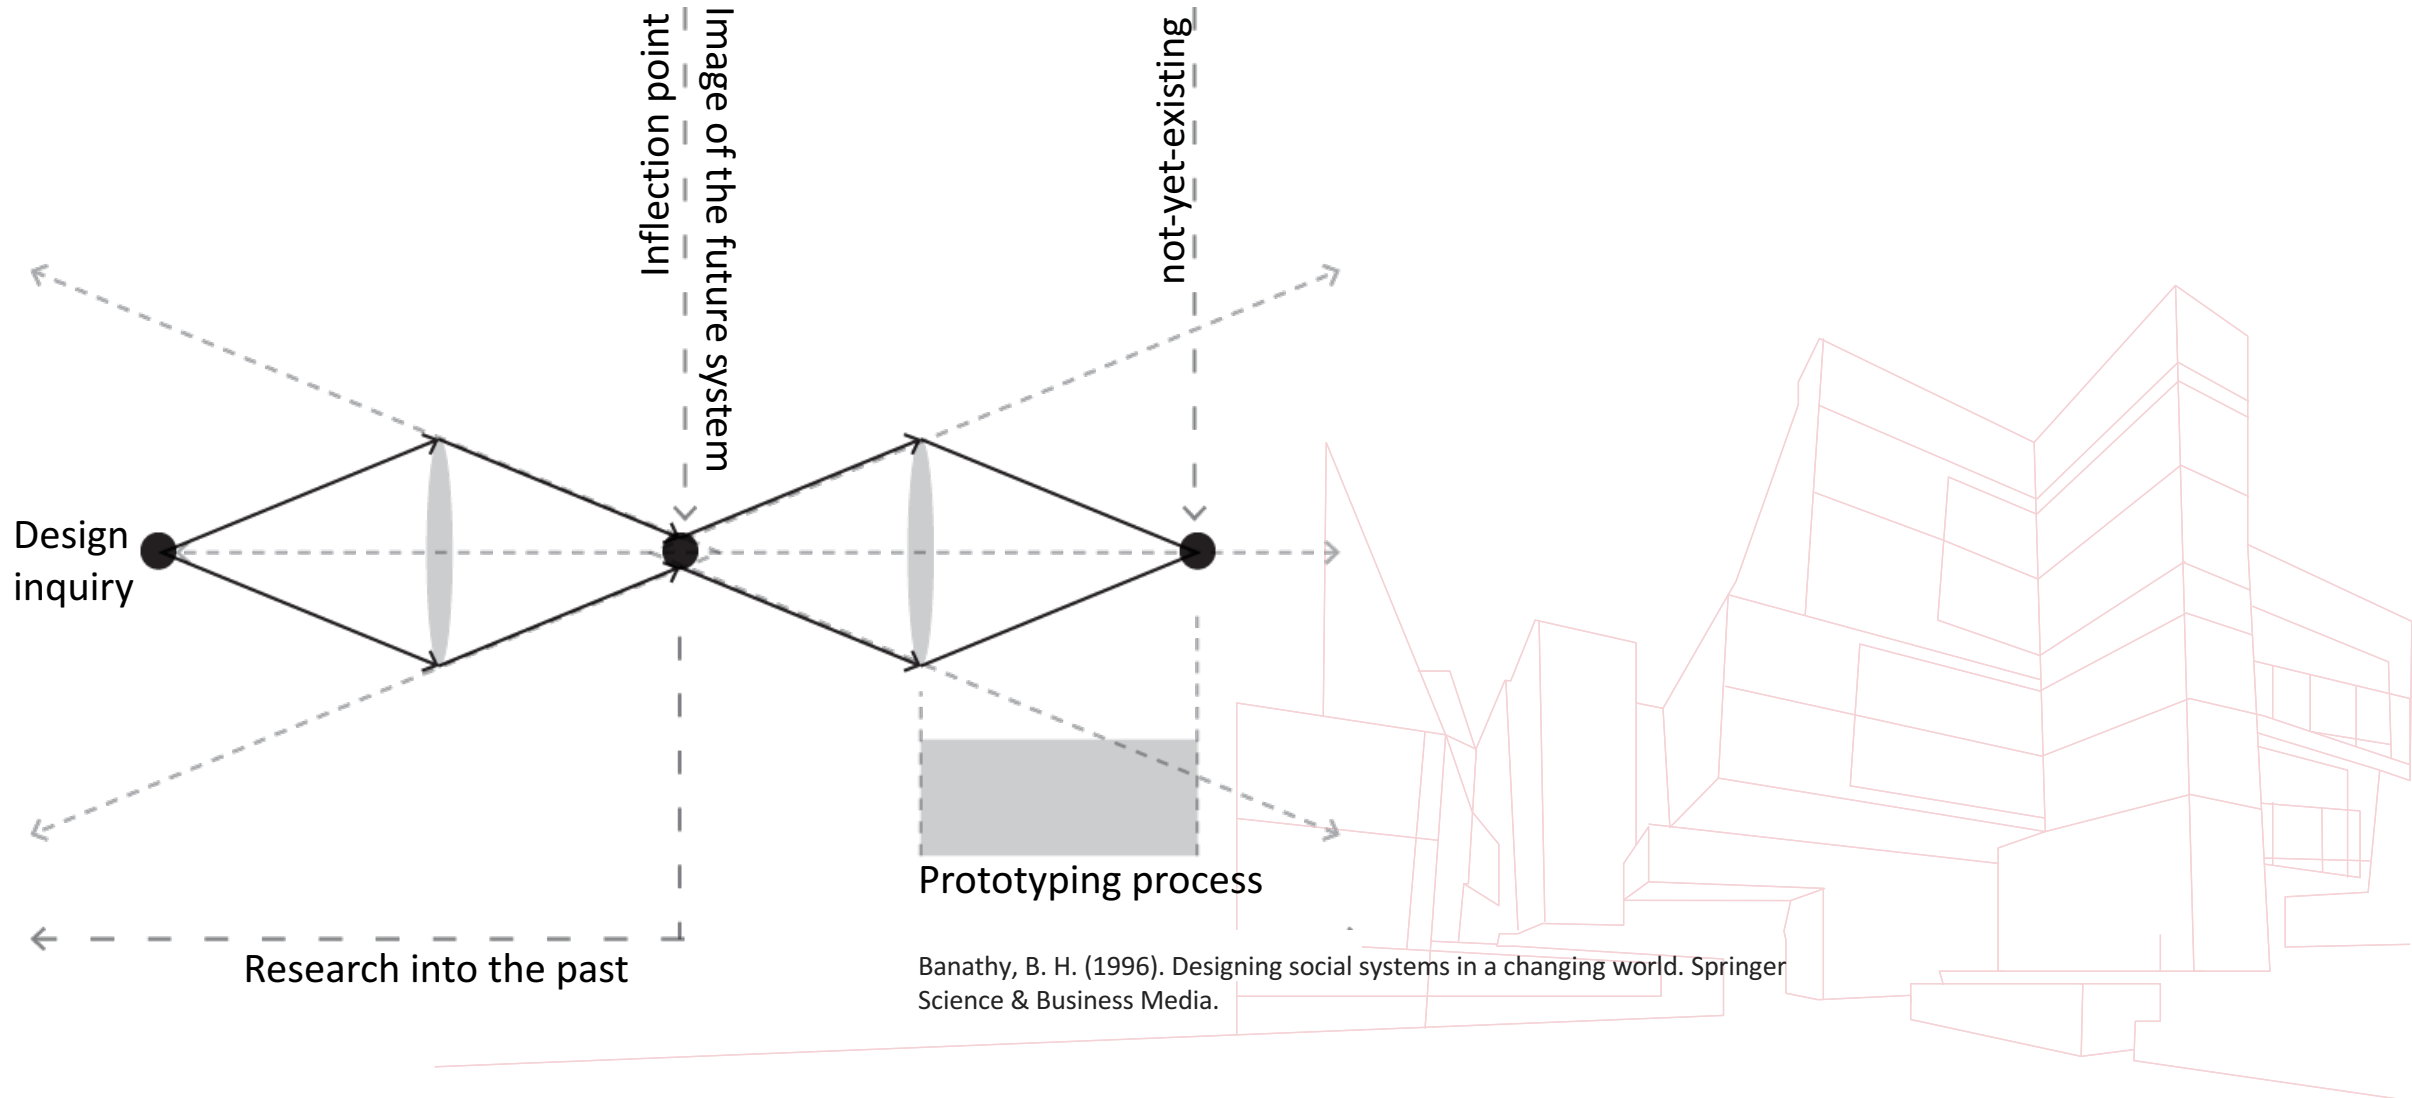 Inflection point
Image of the future system
not-yet-existing
Design
inquiry
Prototyping process
Research into the past
Banathy, B. H. (1996). Designing social systems in a changing world. Springer
Science & Business Media.